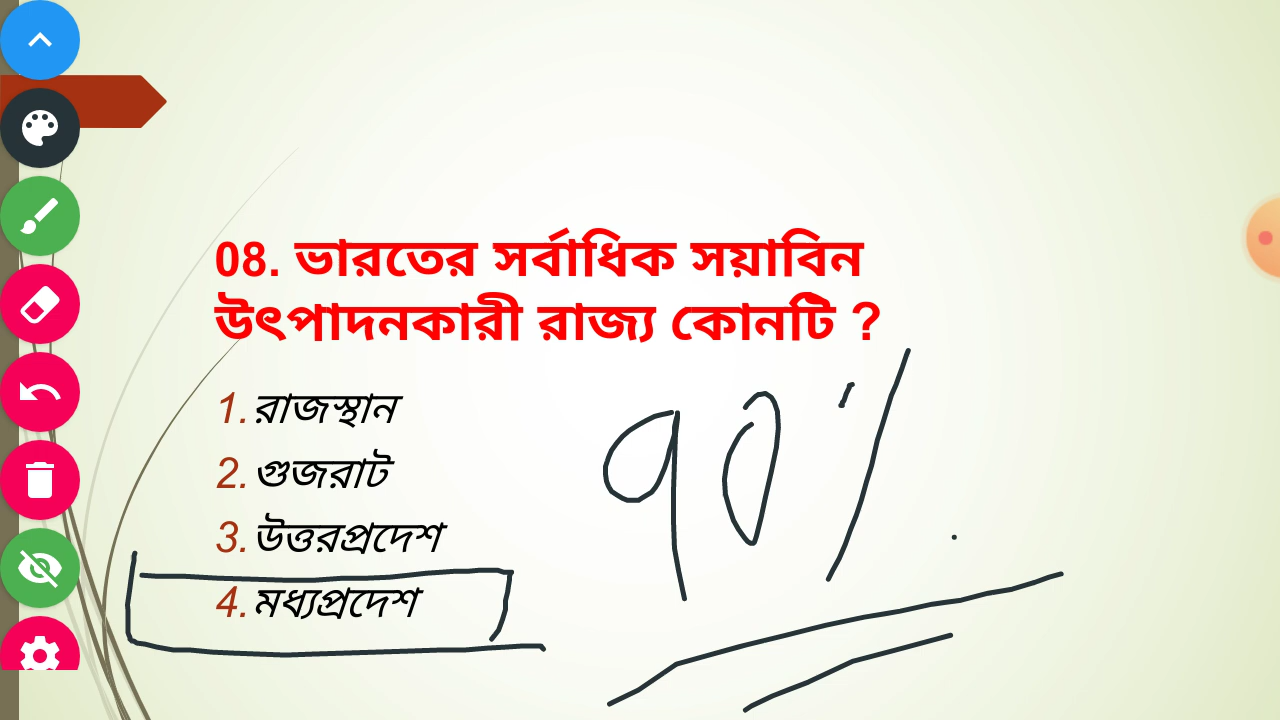 08. ভারতের সর্বাধিক সয়াবিন
উৎপাদনকারী রাজ্য কোনটি ?
1. রাজস্থান
2. গুজরাট
3. উত্তরপ্রদেশ
4. মধ্যপ্রদেশ
90%